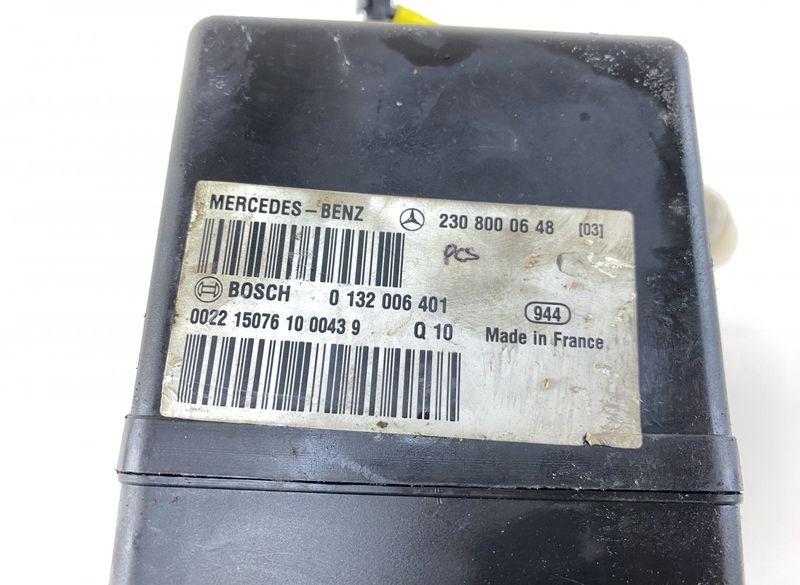 MERCEDES-BENZ 230 800 06 48 [03]
PCS
BOSCH 0 132 006 401
944
0022 15076 10 0043 9 Q 10 Made in France